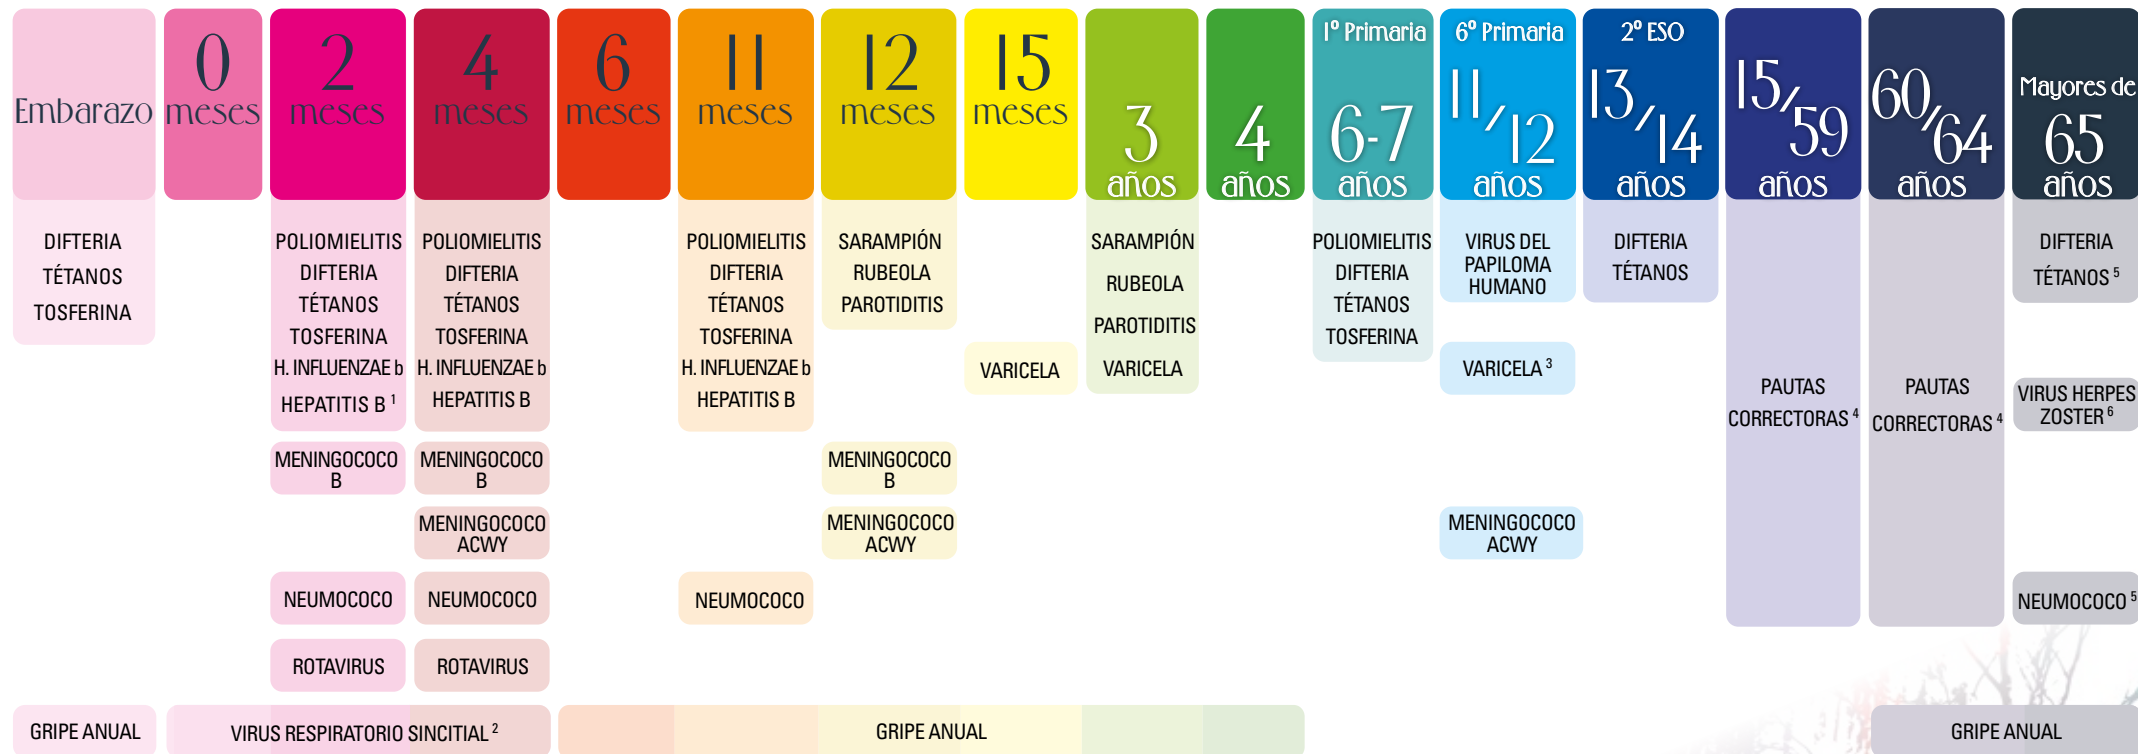 Embarazo
0
meses
2
meses
4
meses
6
meses
11
meses
12
meses
15
meses
3
años
4
años
1º Primaria
6-7
años
6º Primaria
11/12
años
2º ESO
13/14
años
15/59
años
60/64
años
Mayores de
65
años
DIFTERIA
TÉTANOS
TOSFERINA
POLIOMIELITIS
DIFTERIA
TÉTANOS
TOSFERINA
H. INFLUENZAE b
HEPATITIS B 1
MENINGOCOCO
B
NEUMOCOCO
ROTAVIRUS
POLIOMIELITIS
DIFTERIA
TÉTANOS
TOSFERINA
H. INFLUENZAE b
HEPATITIS B
MENINGOCOCO
B
MENINGOCOCO
ACWY
NEUMOCOCO
ROTAVIRUS
POLIOMIELITIS
DIFTERIA
TÉTANOS
TOSFERINA
H. INFLUENZAE b
HEPATITIS B
NEUMOCOCO
SARAMPIÓN
RUBEOLA
PAROTIDITIS
MENINGOCOCO
B
MENINGOCOCO
ACWY
VARICELA
SARAMPIÓN
RUBEOLA
PAROTIDITIS
VARICELA
POLIOMIELITIS
DIFTERIA
TÉTANOS
TOSFERINA
VIRUS DEL
PAPILOMA
HUMANO
VARICELA 3
MENINGOCOCO
ACWY
DIFTERIA
TÉTANOS
PAUTAS
CORRECTORAS 4
PAUTAS
CORRECTORAS 4
DIFTERIA
TÉTANOS 5
VIRUS HERPES
ZOSTER 6
NEUMOCOCO 5
GRIPE ANUAL
VIRUS RESPIRATORIO SINCITIAL 2
GRIPE ANUAL
GRIPE ANUAL